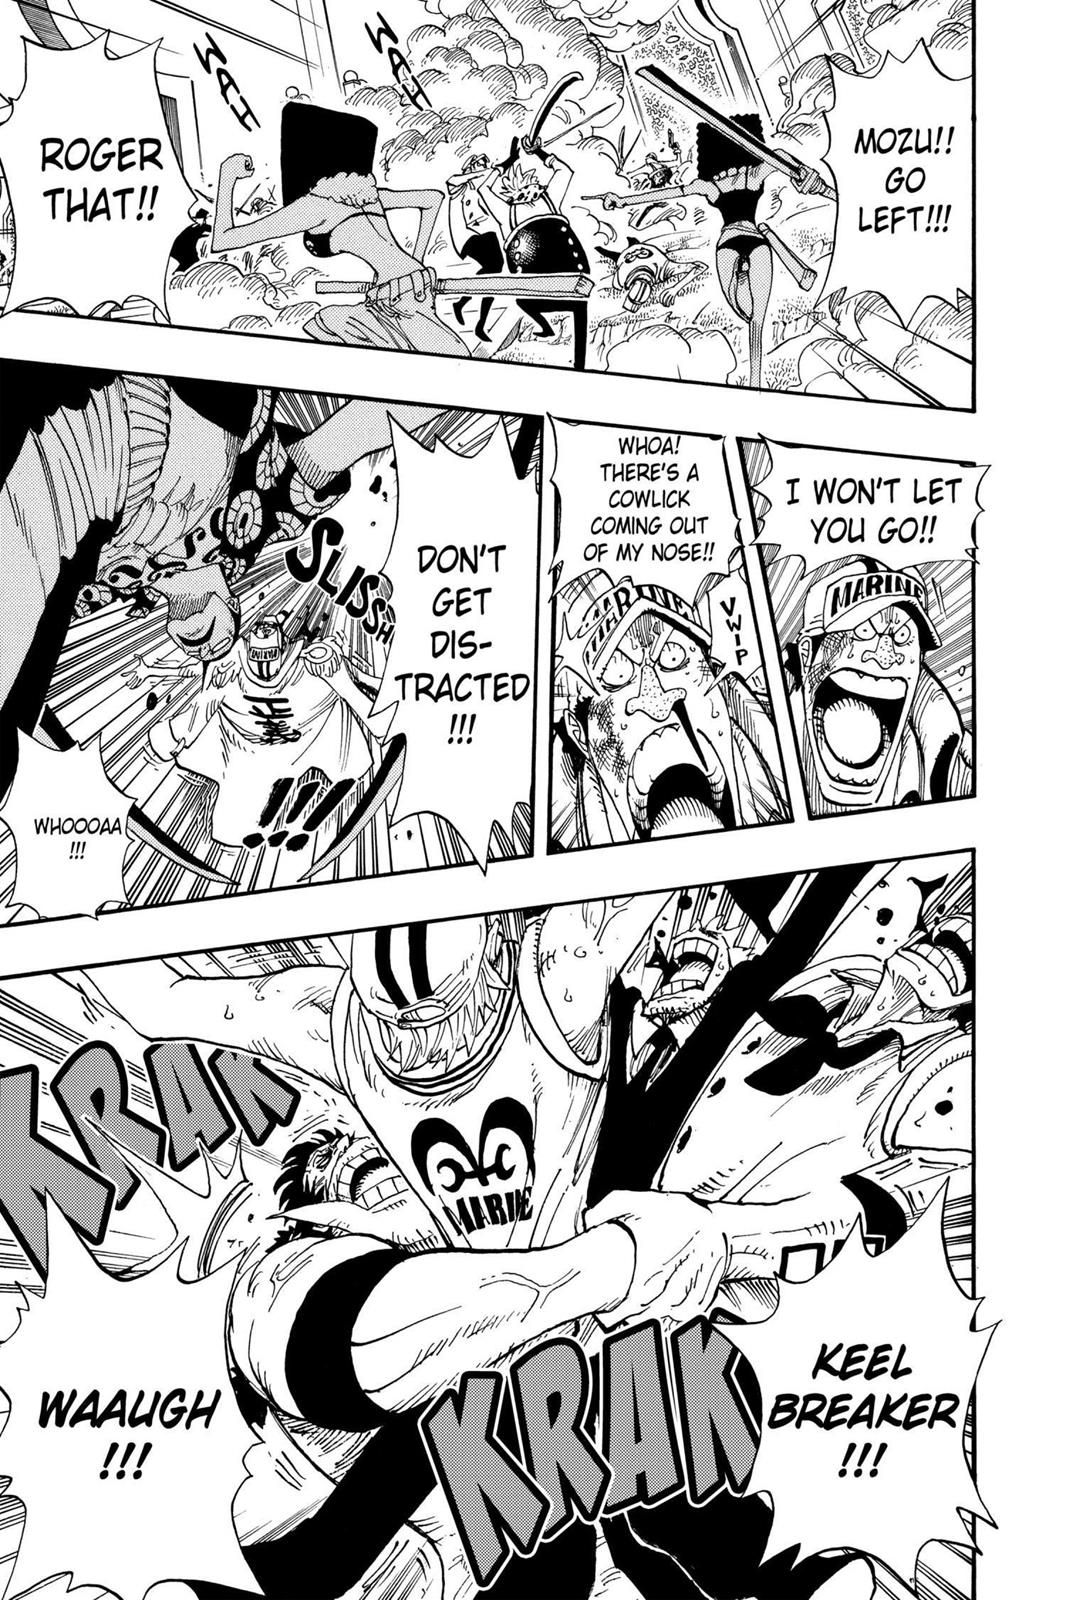 MOZU!!
GO
LEFT!!!
WAH
WAH
ROGER
THAT!!
I WON'T LET
YOU GO!!
MARINE
WHOA!
THERE'S A
COWLICK
COMING OUT
OF MY NOSE!!
VWIP
MARINE
DON'T
GET
DIS-
TRACTED
!!!
SLISSH
!!!
WHOOOAA
!!!
KRAK
MARINE
KEEL
BREAKER
!!!
KRAK
WAAUGH
!!!